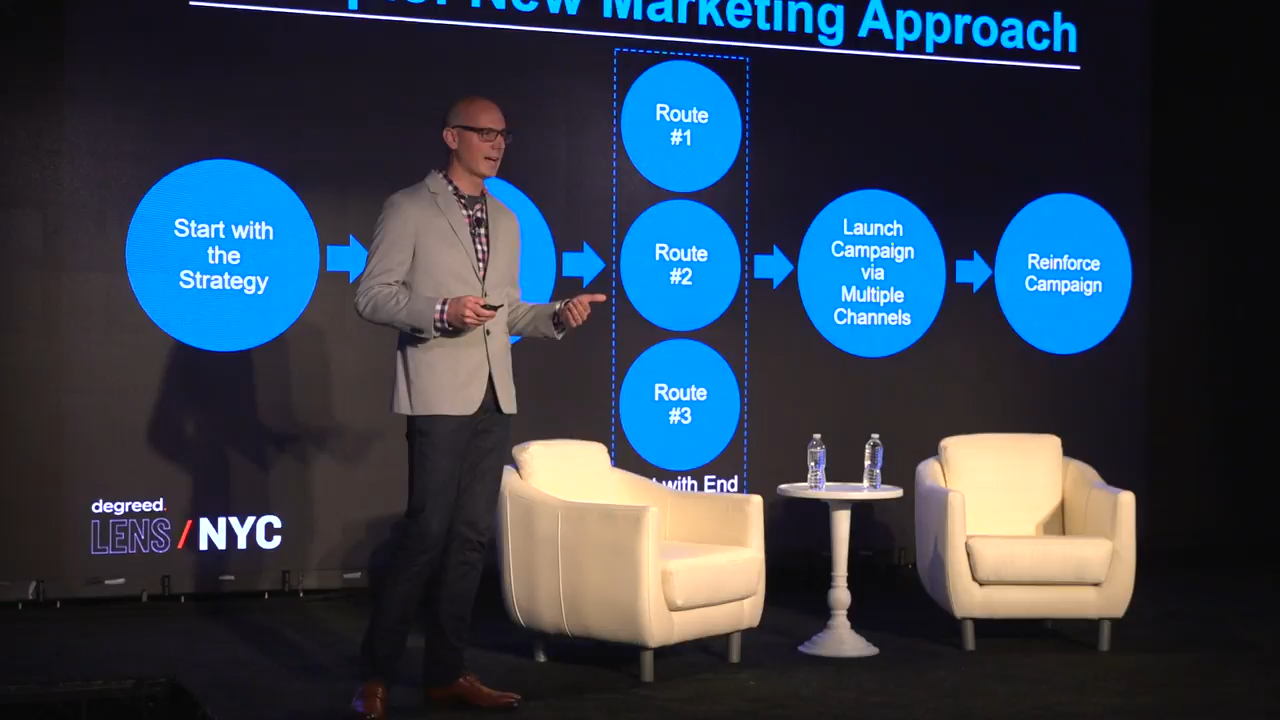 New Marketing Approach
Start with
the
Strategy
Route
#1
Route
#2
Route
#3
with End
Launch
Campaign
via
Multiple
Channels
Reinforce
Campaign
degreed.
LENS / NYC